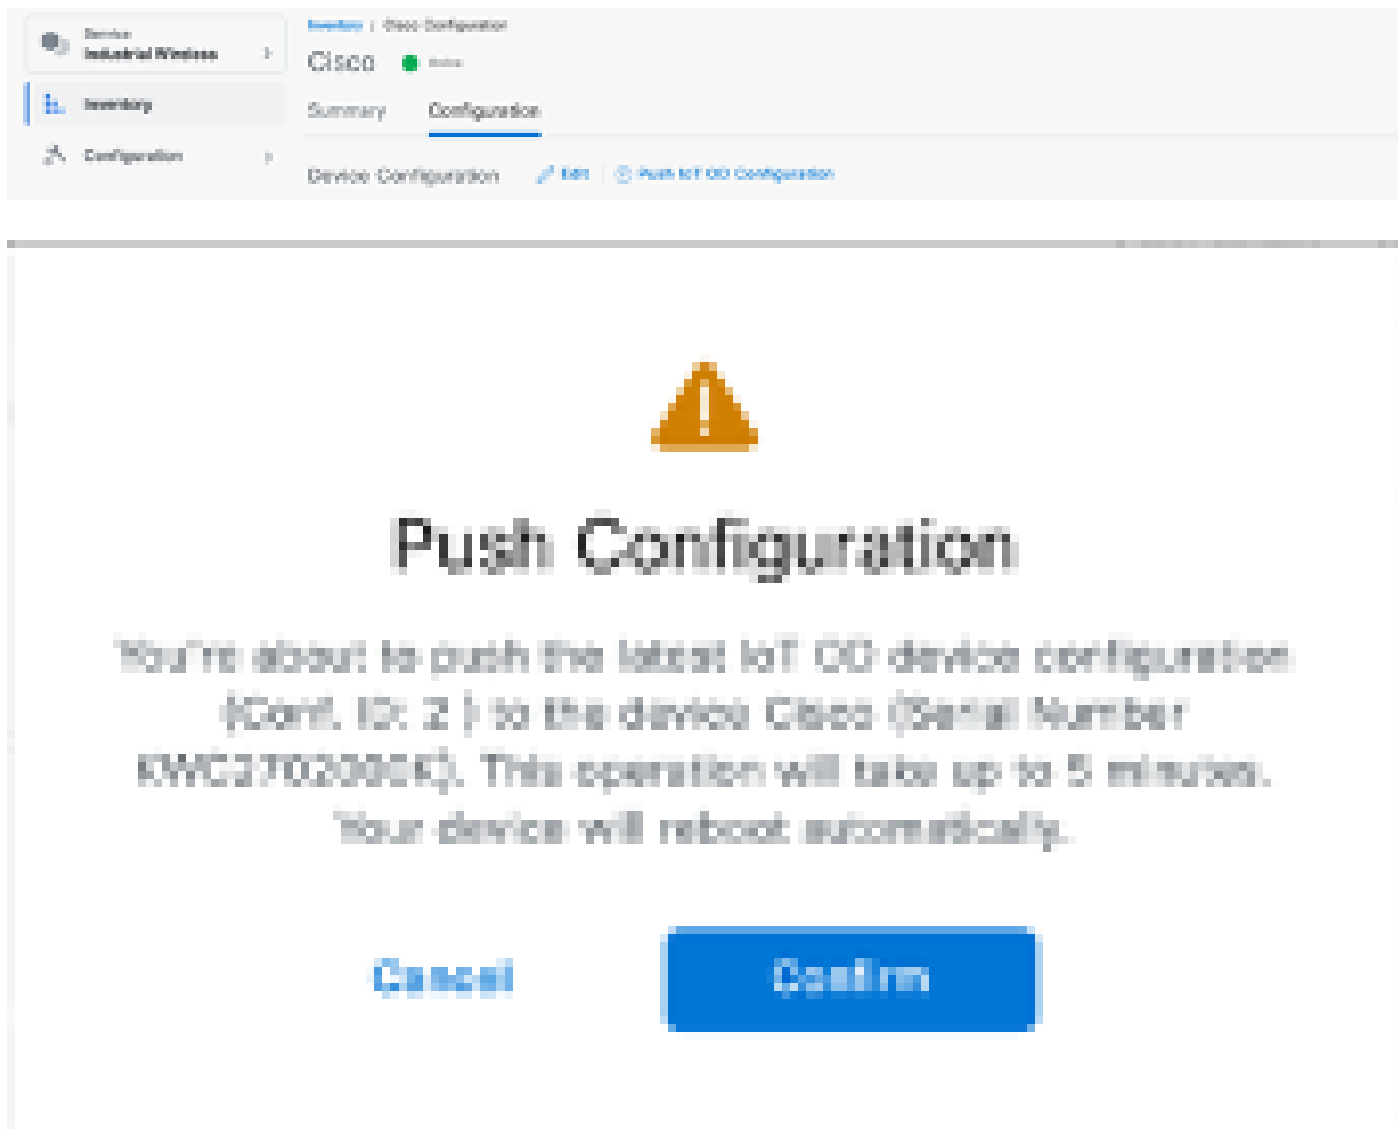 Service
Industrial Wireless
Inventory
Configuration
Inventory / Cisco Configuration
Cisco
Summary Configuration
Device Configuration Edit Push IoT OD Configuration
Push Configuration
You're about to push the latest IoT OD device configuration
(Conf. ID: 2 ) to the device Cisco (Serial Number
This operation will take up to 5 minutes.
Your device will reboot automatically.
Cancel Confirm